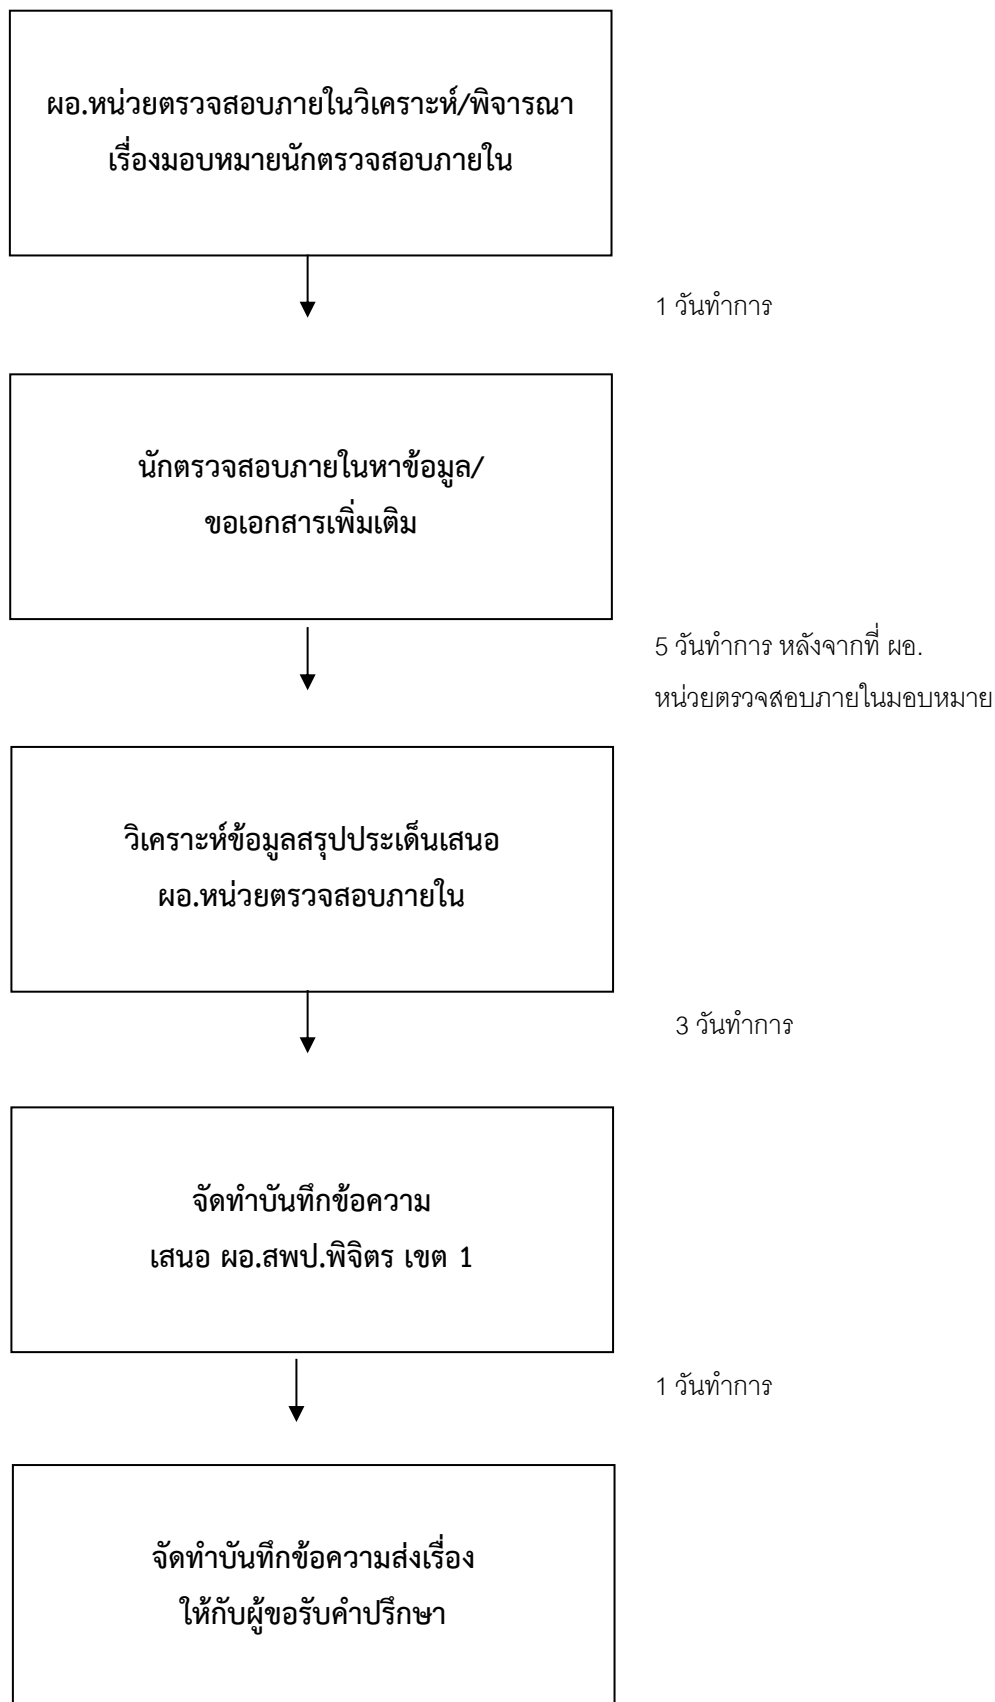 ผอ.หน่วยตรวจสอบภายในวิเคราะห์/พิจารณา
เรื่องมอบหมายนักตรวจสอบภายใน
1 วันทำการ
นักตรวจสอบภายในหาข้อมูล/
ขอเอกสารเพิ่มเติม
5 วันทำการ หลังจากที่ ผอ.
หน่วยตรวจสอบภายในมอบหมาย
วิเคราะห์ข้อมูลสรุปประเด็นเสนอ
ผอ.หน่วยตรวจสอบภายใน
3 วันทำการ
จัดทำบันทึกข้อความ
เสนอ ผอ.สพป.พิจิตร เขต 1
1 วันทำการ
จัดทำบันทึกข้อความส่งเรื่อง
ให้กับผู้ขอรับคำปรึกษา